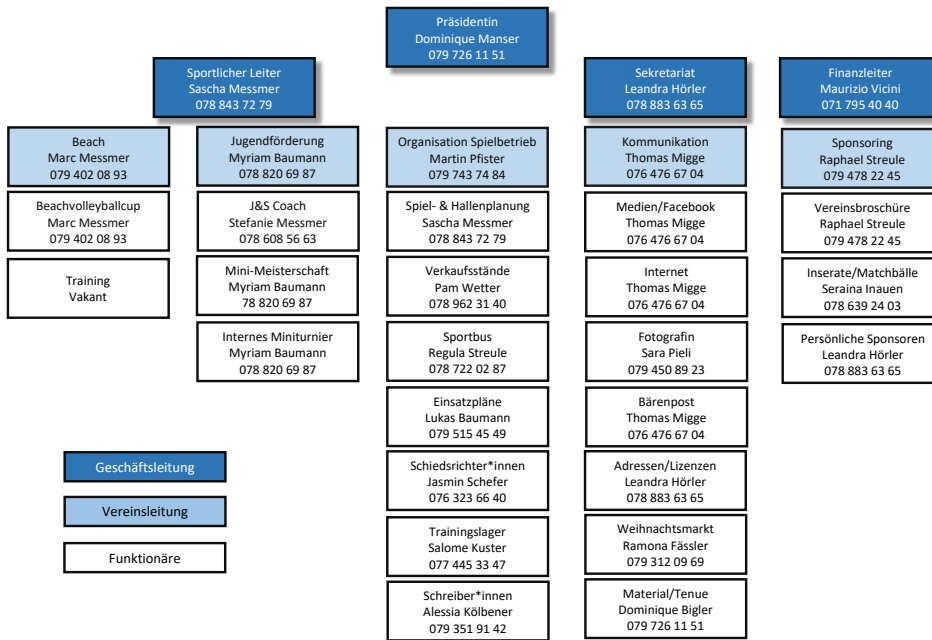 Präsidentin
Dominique Manser
079 726 11 51
Sportlicher Leiter
Sascha Messmer
078 843 72 79
Sekretariat
Leandra Hörler
078 883 63 65
Finanzleiter
Maurizio Vicini
071 795 40 40
Beach
Marc Messmer
079 402 08 93
Beachvolleyballcup
Marc Messmer
079 402 08 93
Training
Vakant
Jugendförderung
Myriam Baumann
078 820 69 87
J&S Coach
Stefanie Messmer
078 608 56 63
Mini-Meisterschaft
Myriam Baumann
78 820 69 87
Internes Miniturnier
Myriam Baumann
078 820 69 87
Organisation Spielbetrieb
Martin Pfister
079 743 74 84
Spiel- & Hallenplanung
Sascha Messmer
078 843 72 79
Verkaufsstände
Pam Wetter
078 962 31 40
Sportbus
Regula Streule
078 722 02 87
Einsatzpläne
Lukas Baumann
079 515 45 49
Schiedsrichter*innen
Jasmin Schefer
076 323 66 40
Trainingslager
Salome Kuster
077 445 33 47
Schreiber*innen
Alessia Kölbener
079 351 91 42
Kommunikation
Thomas Migge
076 476 67 04
Medien/Facebook
Thomas Migge
076 476 67 04
Internet
Thomas Migge
076 476 67 04
Fotografin
Sara Pieli
079 450 89 23
Bärenpost
Thomas Migge
076 476 67 04
Adressen/Lizenzen
Leandra Hörler
078 883 63 65
Weihnachtsmarkt
Ramona Fässler
079 312 09 69
Material/Tenue
Dominique Bigler
079 726 11 51
Sponsoring
Raphael Streule
079 478 22 45
Vereinsbroschüre
Raphael Streule
079 478 22 45
Inserate/Matchbälle
Seraina Inauen
078 639 24 03
Persönliche Sponsoren
Leandra Hörler
078 883 63 65
Geschäftsleitung
Vereinsleitung
Funktionäre